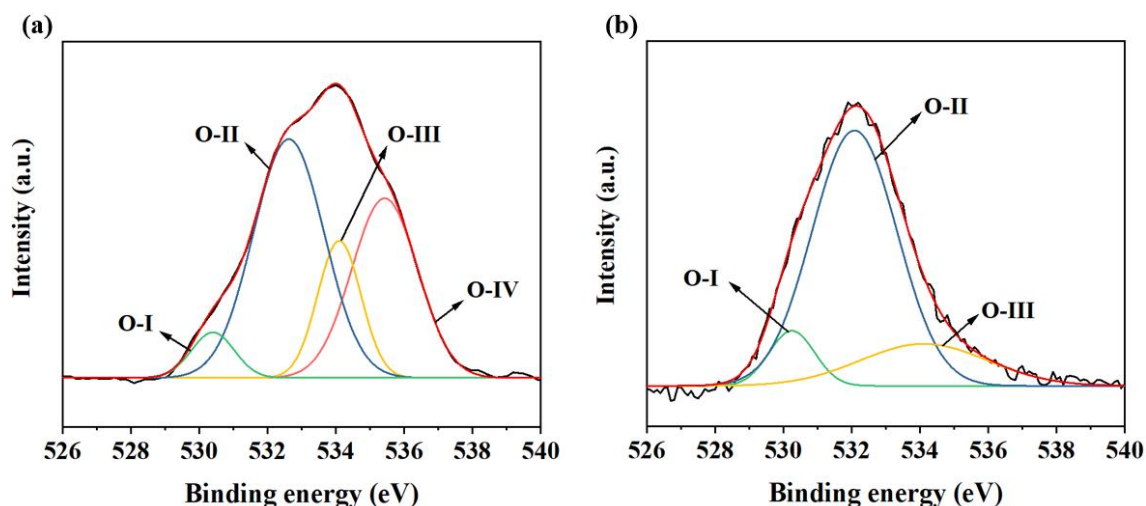 (a)
O-II
O-III
O-I
O-IV
Intensity (a.u.)
526 528 530 532 534 536 538 540
Binding energy (eV)
(b)
O-II
O-I
O-III
Intensity (a.u.)
526 528 530 532 534 536 538 540
Binding energy (eV)